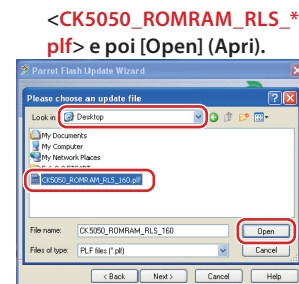 <CK5050_ROMRAM_RLS_*
plf> e poi [Open] (Apri).
Parrot Flash Update Wizard
Please choose an update file
Look in: Desktop
My Documents
My Computer
My Network Places
CK5050_ROMRAM_RLS_160.plf
File name: CK5050_ROMRAM_RLS_160 Open
Files of type: PLF files (*.plf) Cancel
< Back Next > Cancel Help